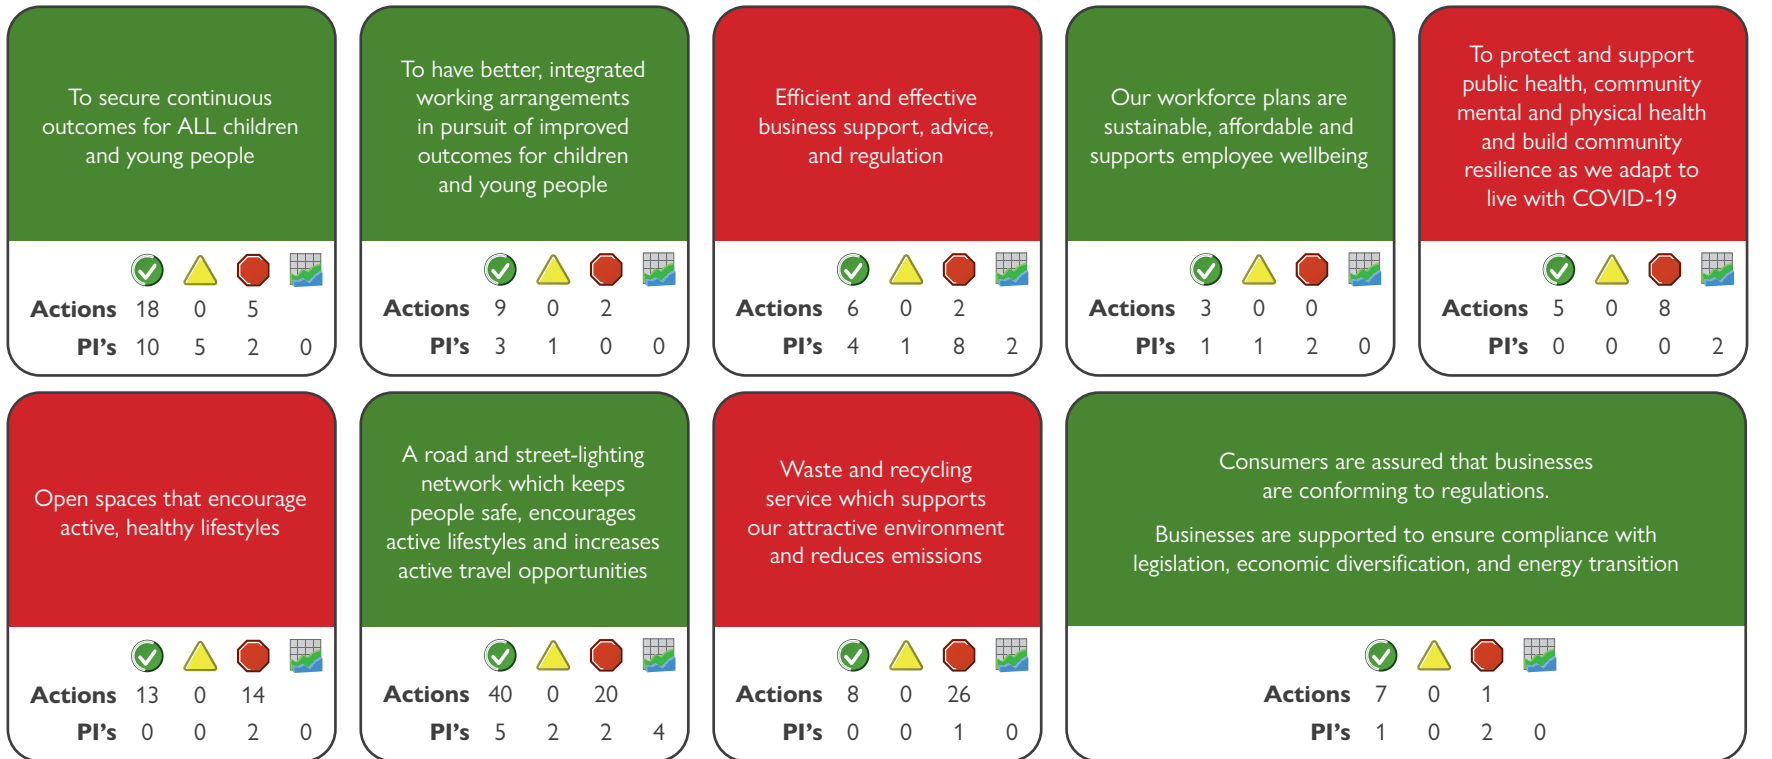 To secure continuous
outcomes for ALL children
and young people
Actions 18 0 5
PI's 10 5 2 0
To have better, integrated
working arrangements
in pursuit of improved
outcomes for children
and young people
Actions 9 0 2
PI's 3 1 0 0
Efficient and effective
business support, advice,
and regulation
Actions 6 0 2
PI's 4 1 8 2
Our workforce plans are
sustainable, affordable and
supports employee wellbeing
Actions 3 0 0
PI's 1 1 2 0
To protect and support
public health, community
mental and physical health
and build community
resilience as we adapt to
live with COVID-19
Actions 5 0 8
PI's 0 0 0 2
Open spaces that encourage
active, healthy lifestyles
Actions 13 0 14
PI's 0 0 2 0
A road and street-lighting
network which keeps
people safe, encourages
active lifestyles and increases
active travel opportunities
Actions 40 0 20
PI's 5 2 2 4
Waste and recycling
service which supports
our attractive environment
and reduces emissions
Actions 8 0 26
PI's 0 0 1 0
Consumers are assured that businesses
are conforming to regulations.
Businesses are supported to ensure compliance with
legislation, economic diversification, and energy transition
Actions 7 0 1
PI's 1 0 2 0